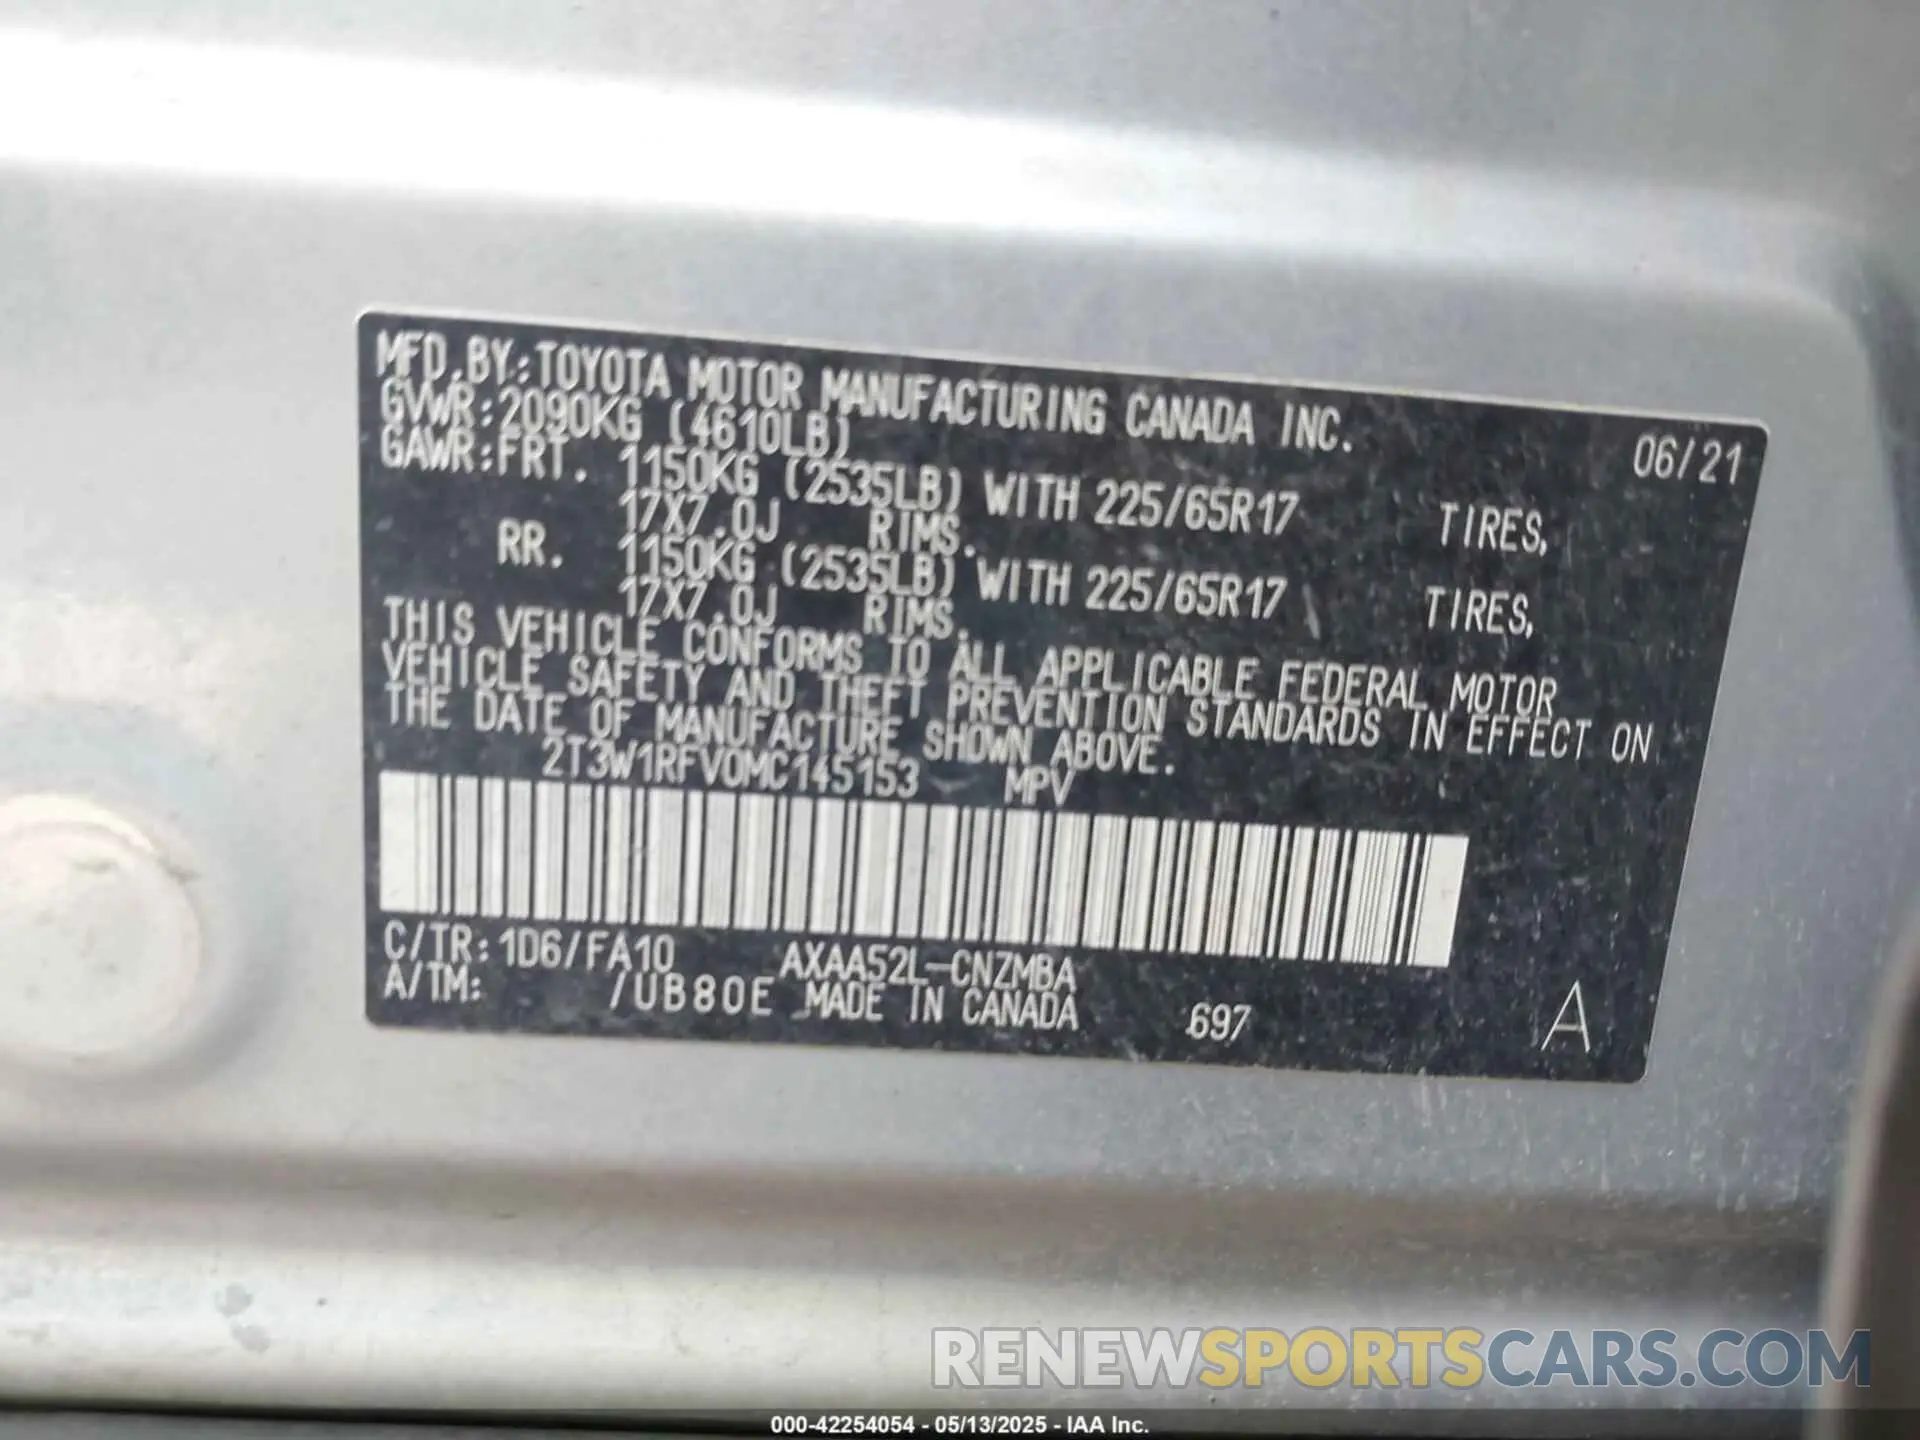 MFD.BY:TOYOTA MOTOR MANUFACTURING CANADA INC.
06/21
GVWR:2090KG (4610LB)
GAWR:FRT. 1150KG (2535LB) WITH 225/65R17 TIRES,
17X7.0J RIMS.
RR. 1150KG (2535LB) WITH 225/65R17 TIRES,
17X7.0J RIMS.
THIS VEHICLE CONFORMS TO ALL APPLICABLE FEDERAL MOTOR
VEHICLE SAFETY AND THEFT PREVENTION STANDARDS IN EFFECT ON
THE DATE OF MANUFACTURE SHOWN ABOVE.
2T3W1RFV0MC145153 MPV
C/TR:1D6/FA10 AXAA52L-CNZMBA
A/TM: /UB80E MADE IN CANADA 697 A
RENEWSPORTSCARS.COM
000-42254054 - 05/13/2025 - IAA Inc.